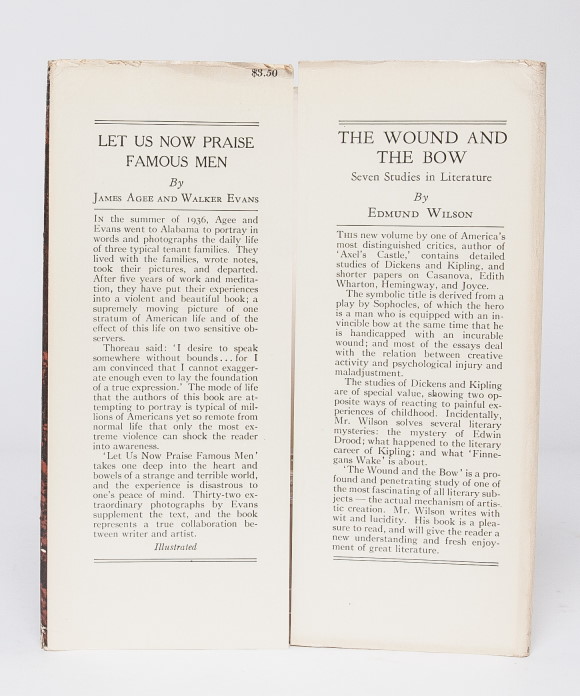 $3.50
LET US NOW PRAISE
FAMOUS MEN
By
JAMES AGEE AND WALKER EVANS
IN the summer of 1936, Agee and
Evans went to Alabama to portray in
words and photographs the daily life
of three typical tenant families. They
lived with the families, wrote notes,
took their pictures, and departed.
After five years of work and medita-
tion, they have put their experiences
into a violent and beautiful book; a
supremely moving picture of one
stratum of American life and of the
effect of this life on two sensitive ob-
servers.
Thoreau said: 'I desire to speak
somewhere without bounds...for I
am convinced that I cannot exagger-
ate enough even to lay the foundation
of a true expression.' The mode of life
that the authors of this book are at-
tempting to portray is typical of mil-
lions of Americans yet so remote from
normal life that only the most ex-
treme violence can shock the reader
into awareness.
'Let Us Now Praise Famous Men'
takes one deep into the heart and
bowels of a strange and terrible world,
and the experience is disastrous to
one's peace of mind. Thirty-two ex-
traordinary photographs by Evans
supplement the text, and the book
represents a true collaboration be-
tween writer and artist.
Illustrated
THE WOUND AND
THE BOW
Seven Studies in Literature
By
EDMUND WILSON
THIS new volume by one of America's
most distinguished critics, author of
'Axel's Castle,' contains detailed
studies of Dickens and Kipling, and
shorter papers on Casanova, Edith
Wharton, Hemingway, and Joyce.
The symbolic title is derived from a
play by Sophocles, of which the hero
is a man who is equipped with an in-
vincible bow at the same time that he
is handicapped with an incurable
wound; and most of the essays deal
with the relation between creative
activity and psychological injury and
maladjustment.
The studies of Dickens and Kipling
are of special value, skowing two op-
posite ways of reacting to painful ex-
periences of childhood. Incidentally,
Mr. Wilson solves several literary
mysteries: the mystery of Edwin
Drood; what happened to the literary
career of Kipling; and what 'Finne-
gans Wake' is about.
'The Wound and the Bow' is a pro-
found and penetrating study of one of
the most fascinating of all literary sub-
jects — the actual mechanism of artis-
tic creation. Mr. Wilson writes with
wit and lucidity. His book is a plea-
sure to read, and will give the reader a
new understanding and fresh enjoy-
ment of great literature.